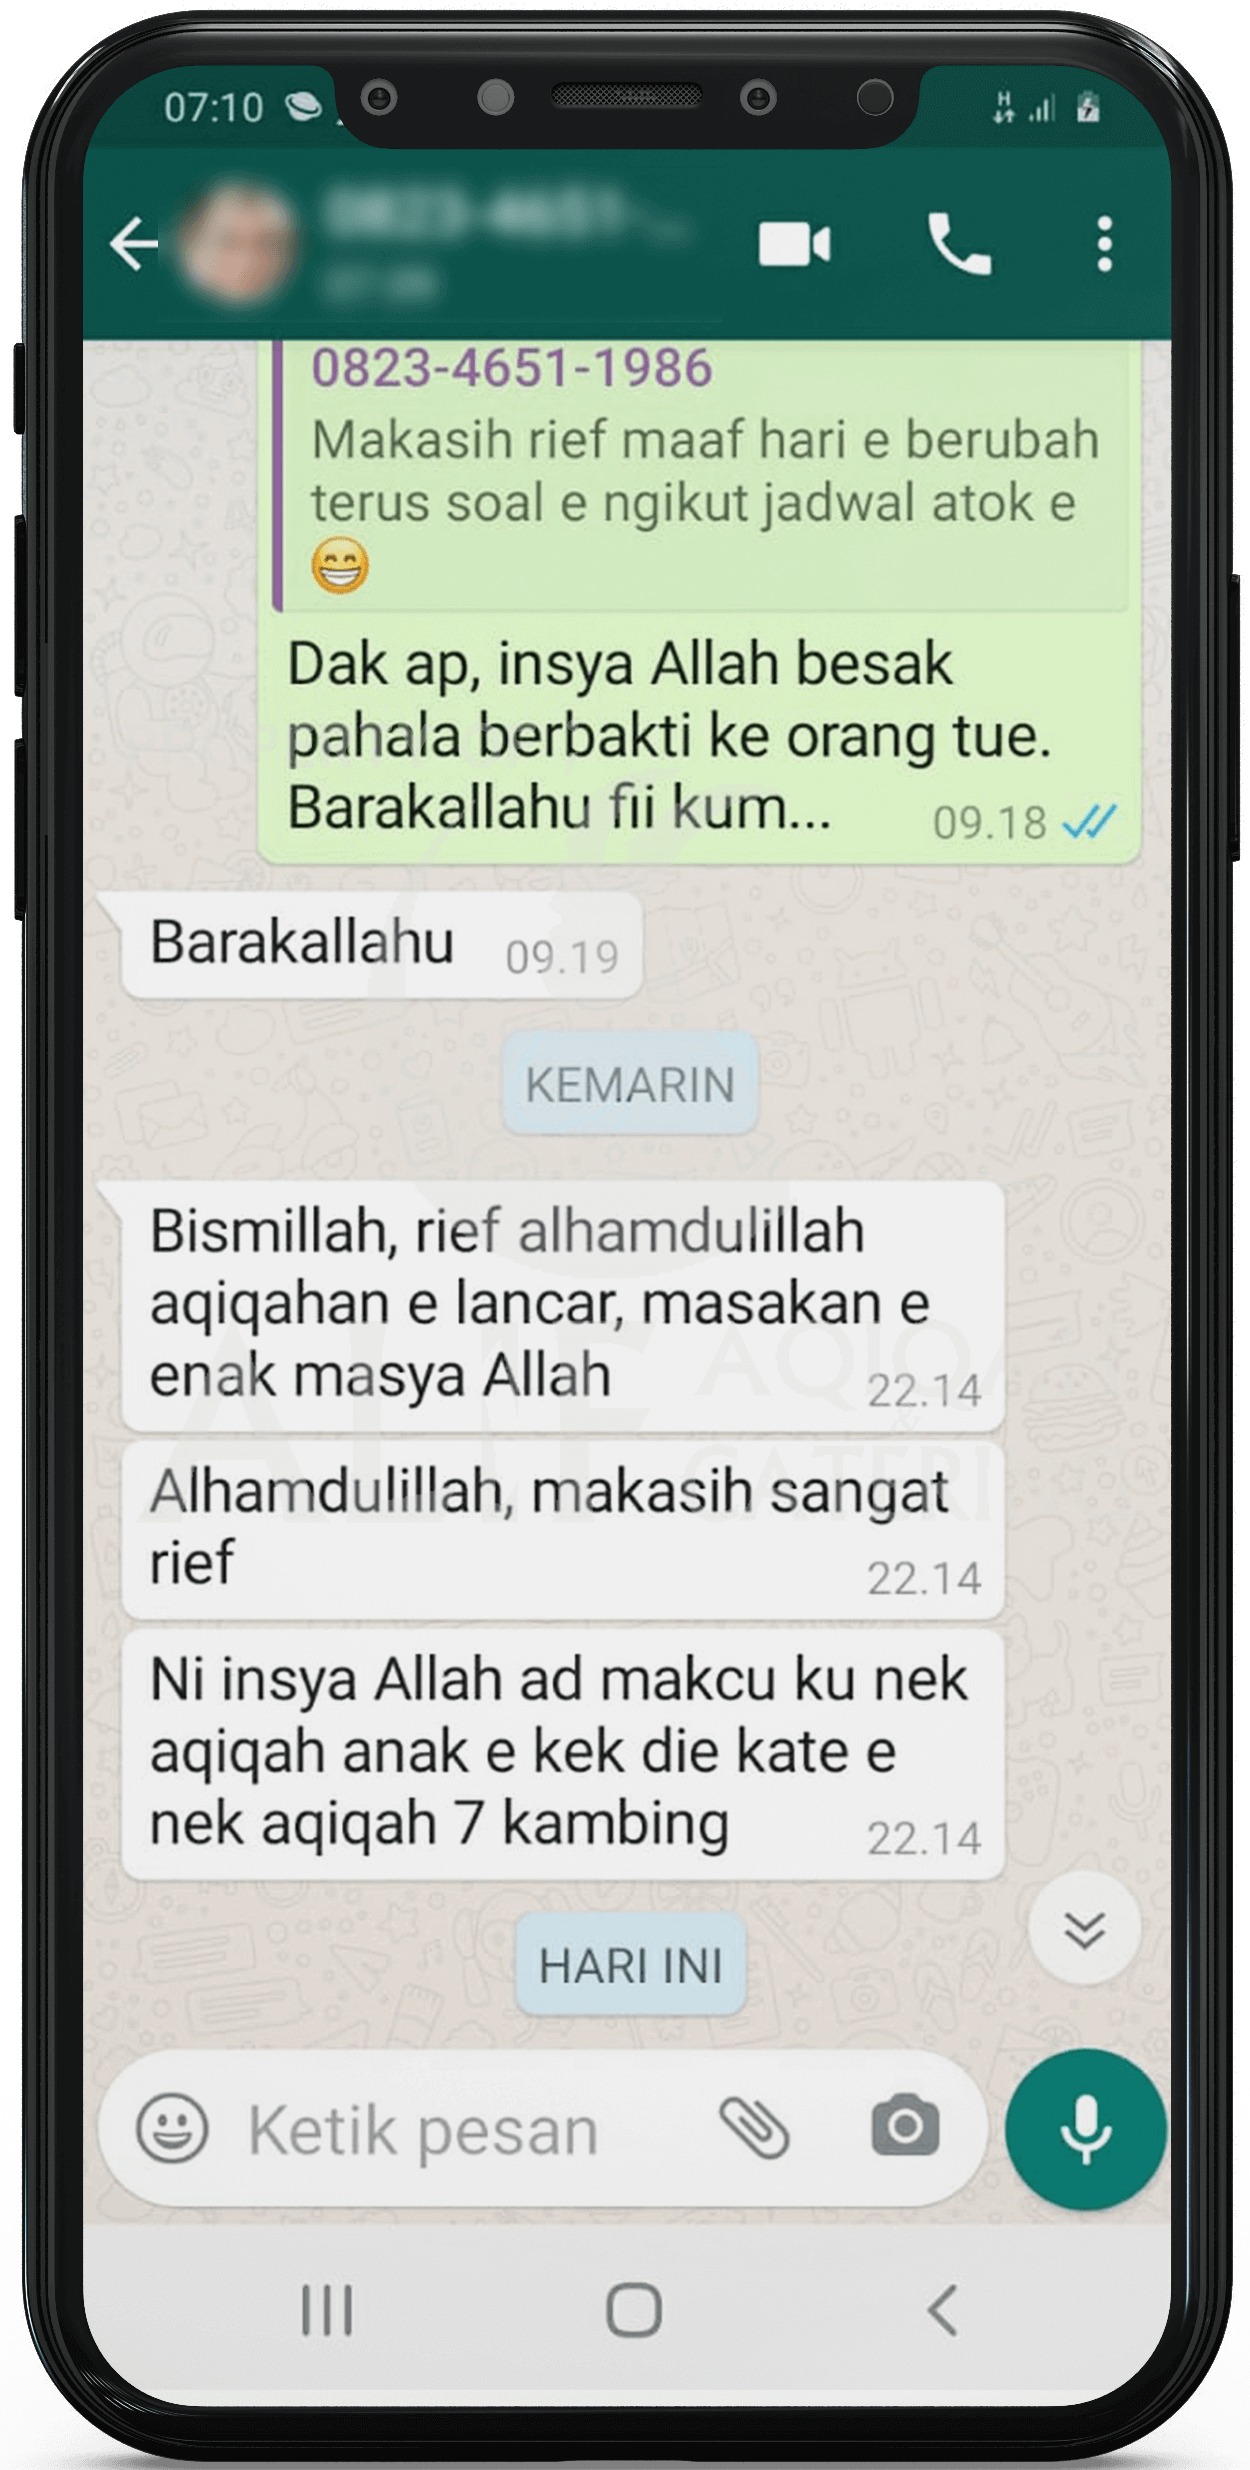 07:10
H
0823-4651-1986
Makasih rief maaf hari e berubah
terus soal e ngikut jadwal atok e
😁
Dak ap, insya Allah besak
pahala berbakti ke orang tue.
Barakallahu fii kum... 09.18
Barakallahu 09.19
KEMARIN
Bismillah, rief alhamdulillah
aqiqahan e lancar, masakan e
enak masya Allah 22.14
Alhamdulillah, makasih sangat
rief 22.14
Ni insya Allah ad makcu ku nek
aqiqah anak e kek die kate e
nek aqiqah 7 kambing 22.14
HARI INI
Ketik pesan